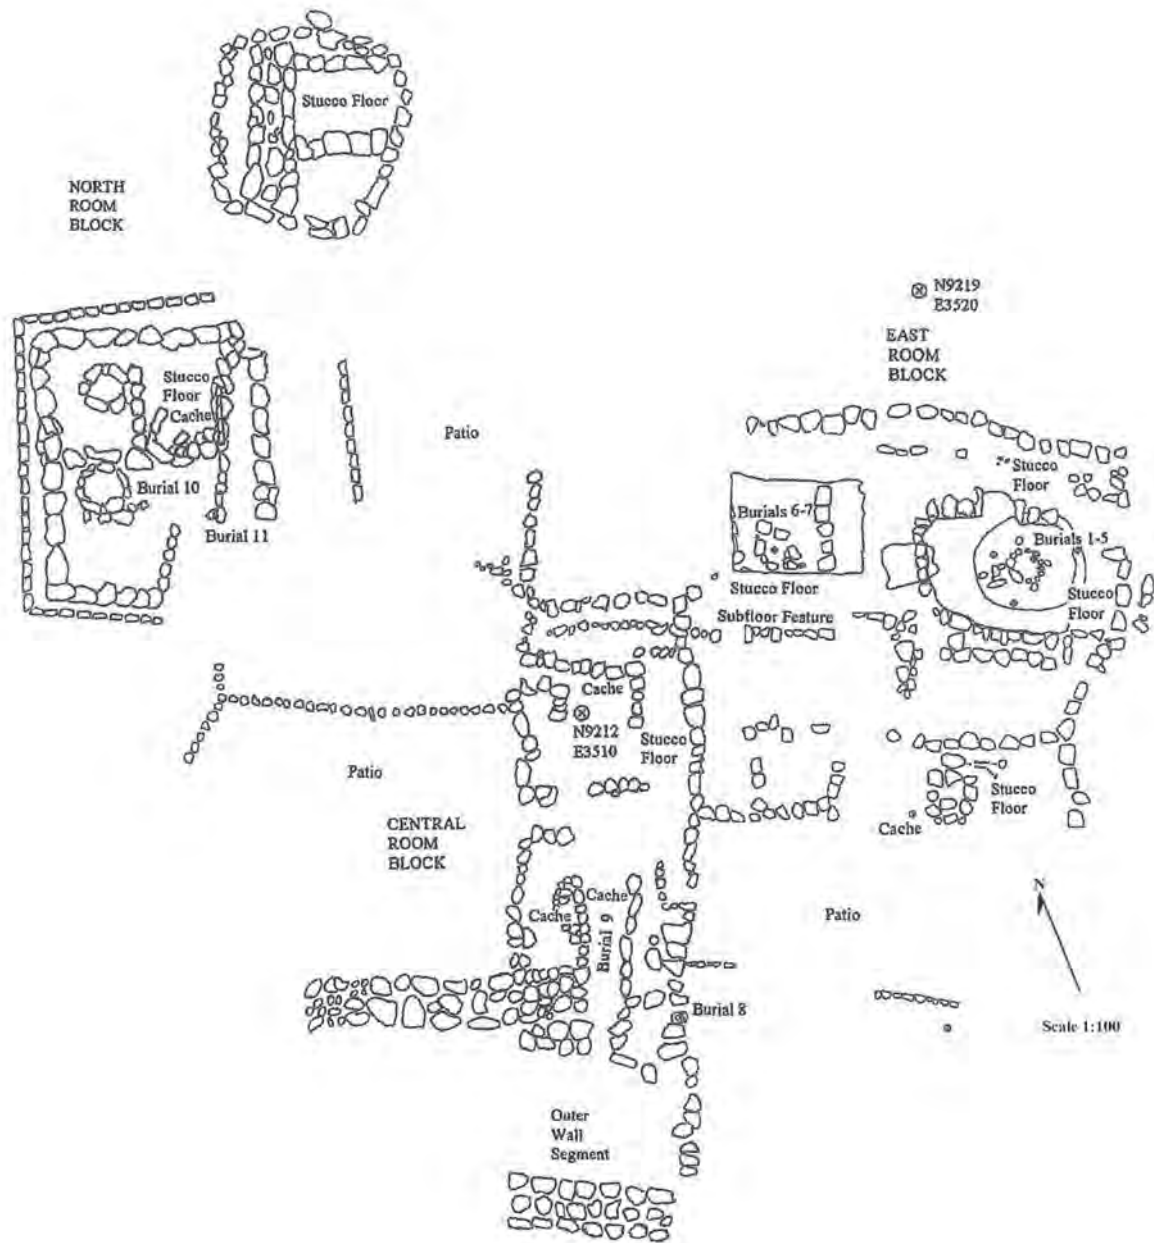 Stucco Floor
NORTH
ROOM
BLOCK
N9219
E3520
EAST
ROOM
BLOCK
Stucco
Floor
Cache
Patio
Stucco
Floor
Burial 10
Burials 6-7
Burials 1-5
Burial 11
Stucco Floor
Stucco
Floor
Subfloor Feature
Cache
N9212
E3510
Stucco
Floor
Patio
Stucco
Floor
CENTRAL
ROOM
BLOCK
Cache
Cache
Cache
Burial 9
Patio
N
Burial 8
Scale 1:100
Outer
Wall
Segment